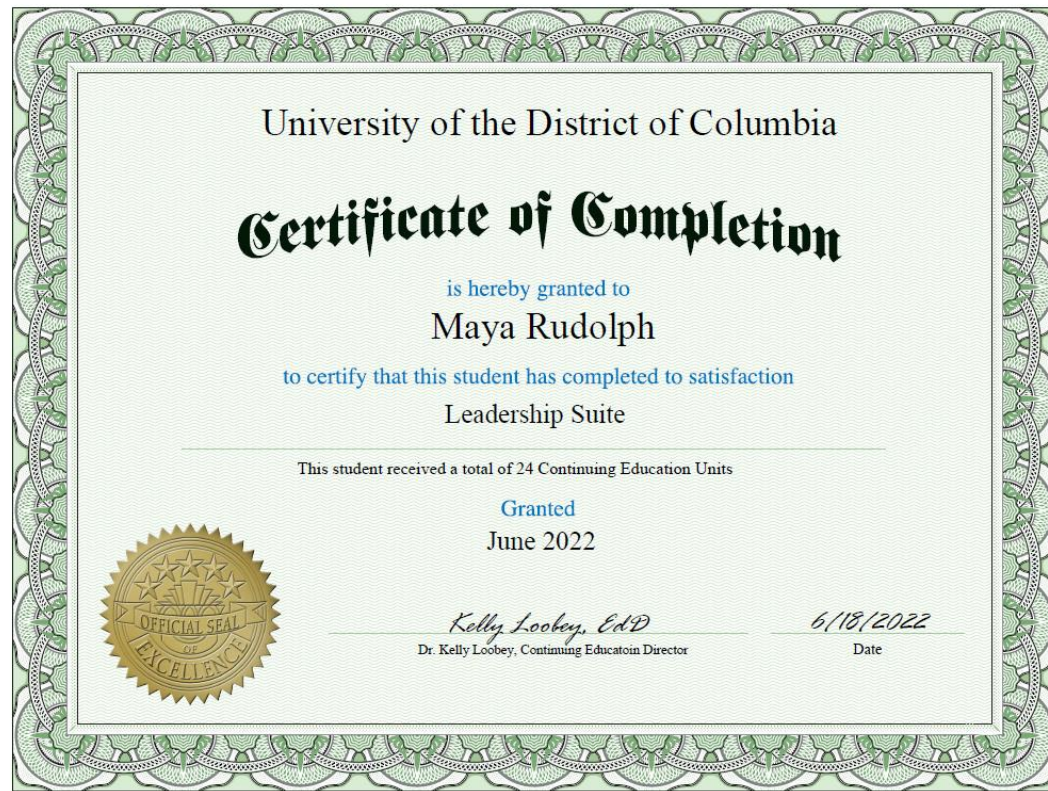 University of the District of Columbia
Certificate of Completion
is hereby granted to
Maya Rudolph
to certify that this student has completed to satisfaction
Leadership Suite
This student received a total of 24 Continuing Education Units
Granted
June 2022
OFFICIAL SEAL
OF
EXCELLENCE
Kelly Loobey, EdD
6/18/2022
Dr. Kelly Loobey, Continuing Educatoin Director
Date